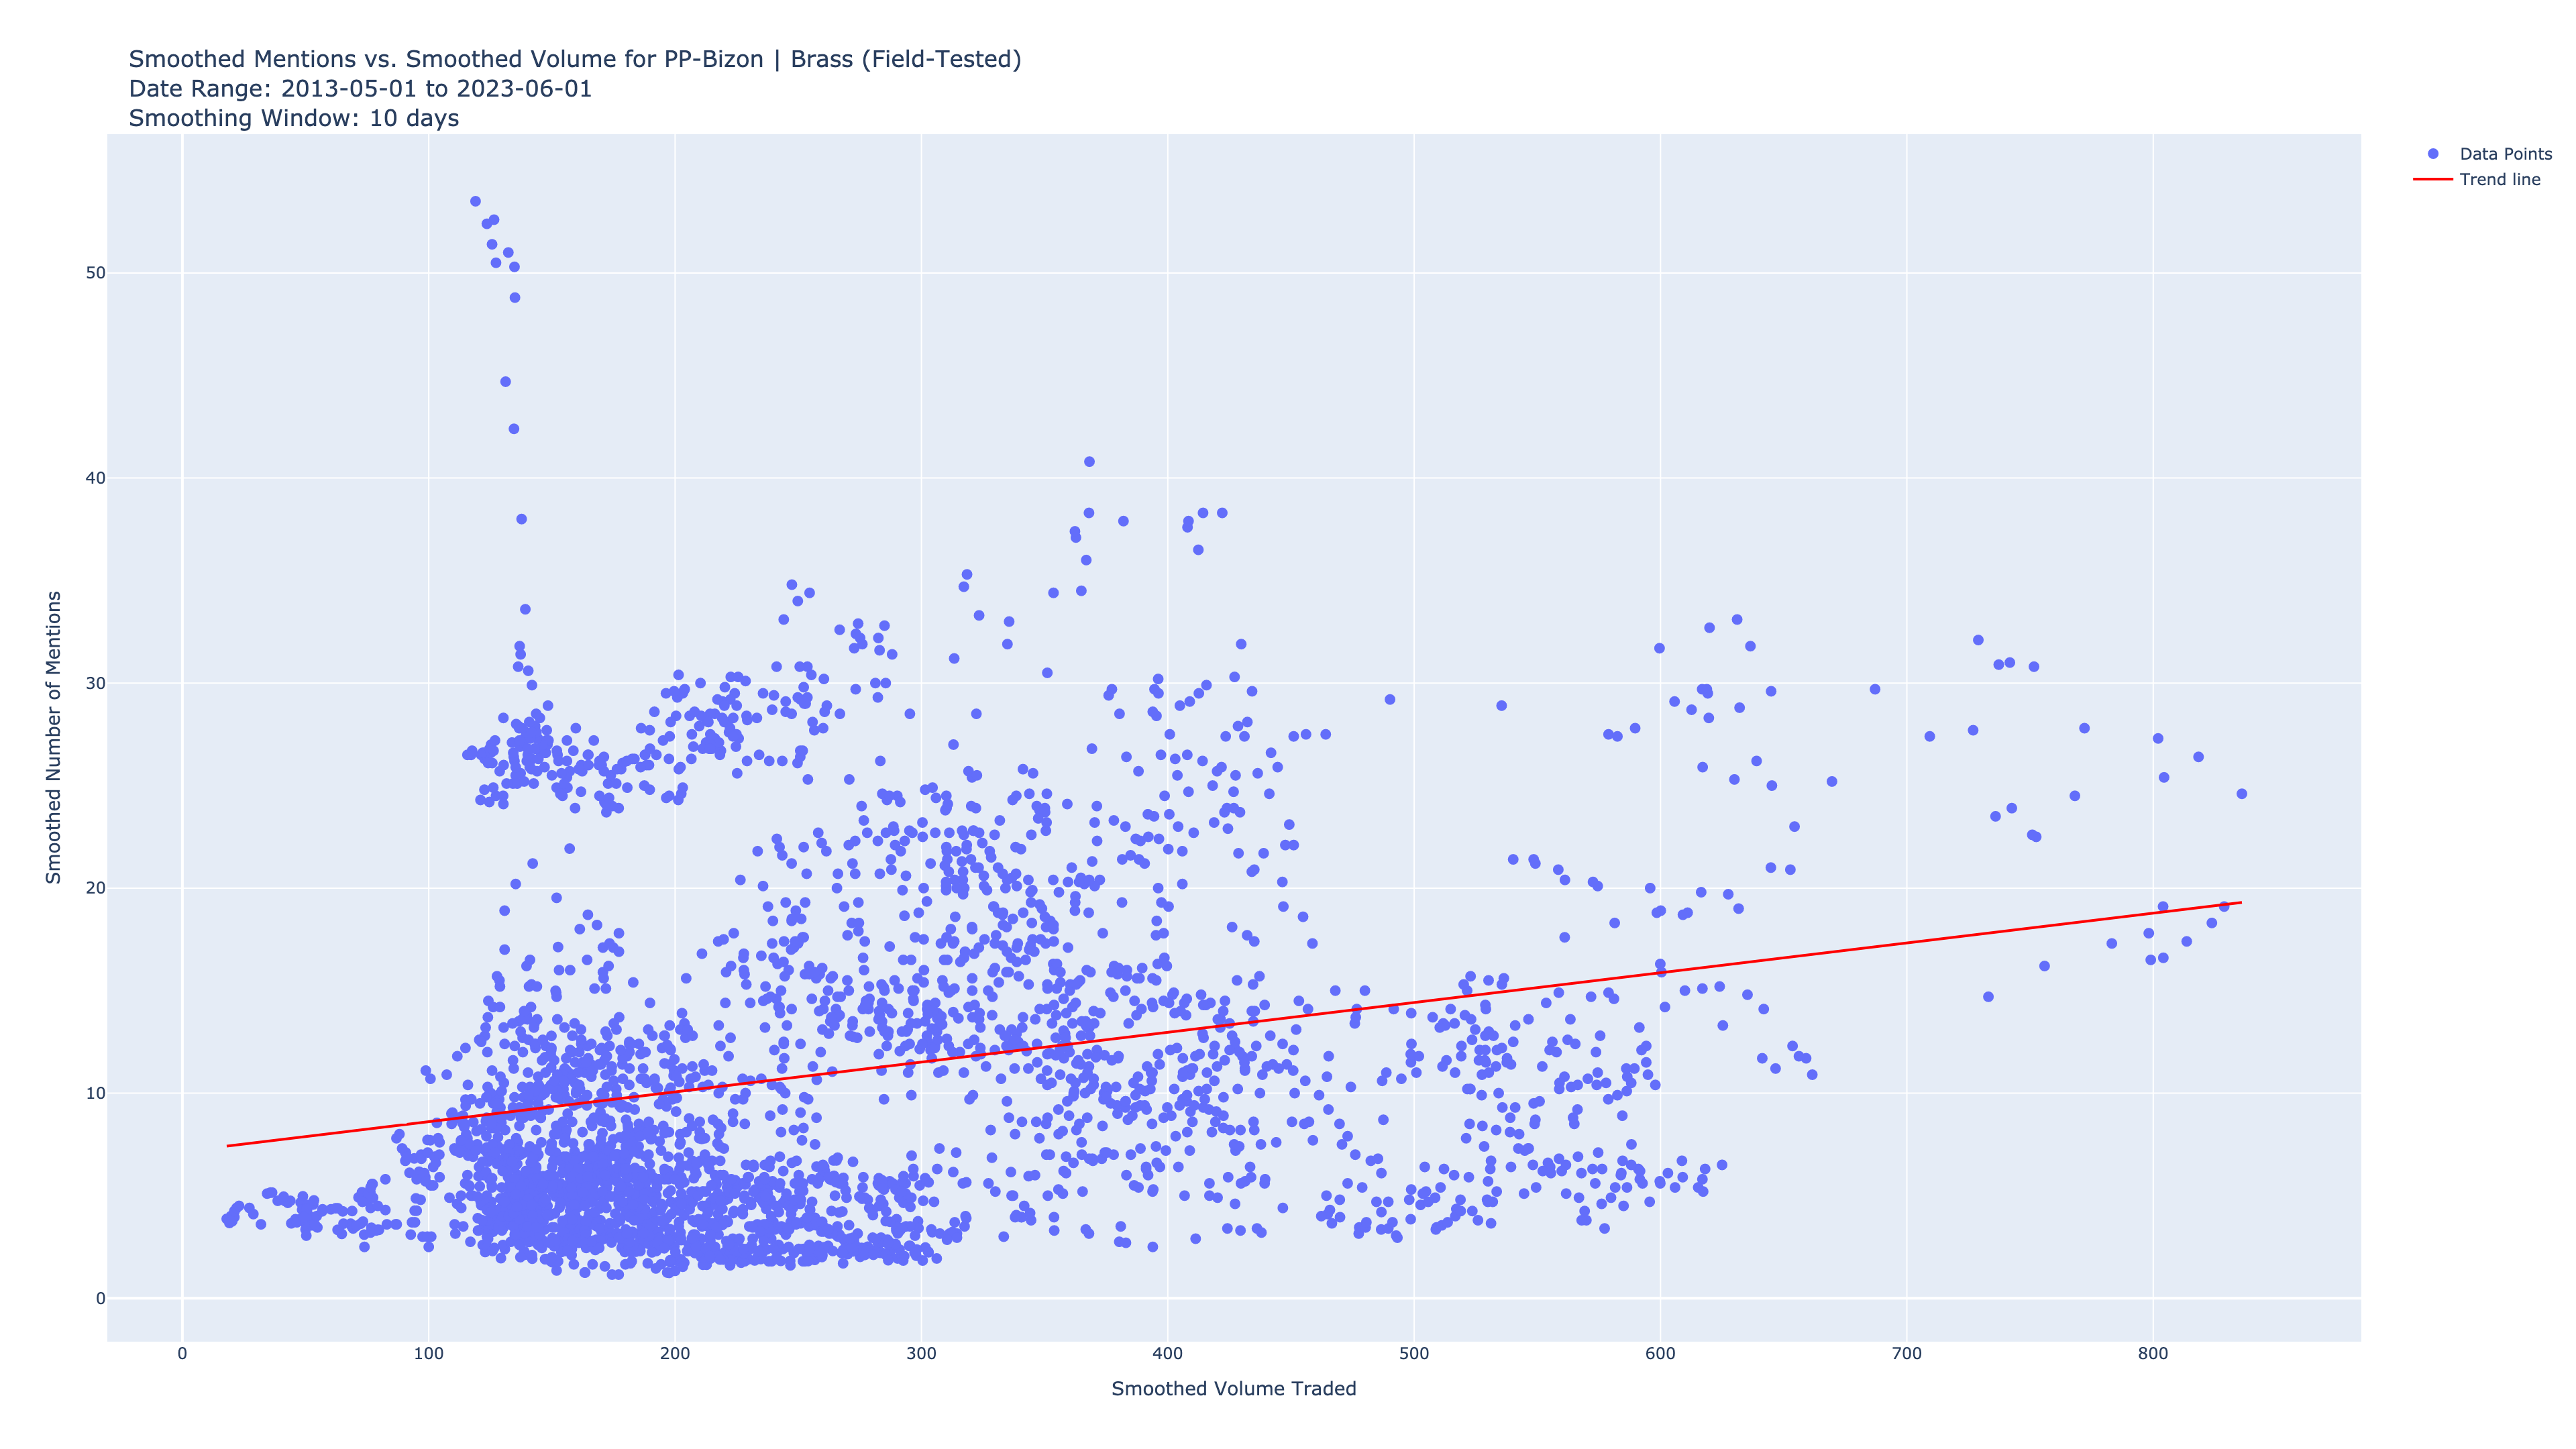 Smoothed Mentions vs. Smoothed Volume for PP-Bizon | Brass (Field-Tested)
Date Range: 2013-05-01 to 2023-06-01
Smoothing Window: 10 days
Data Points
Trend line
Smoothed Number of Mentions
50
40
30
20
10
0
0 100 200 300 400 500 600 700 800
Smoothed Volume Traded